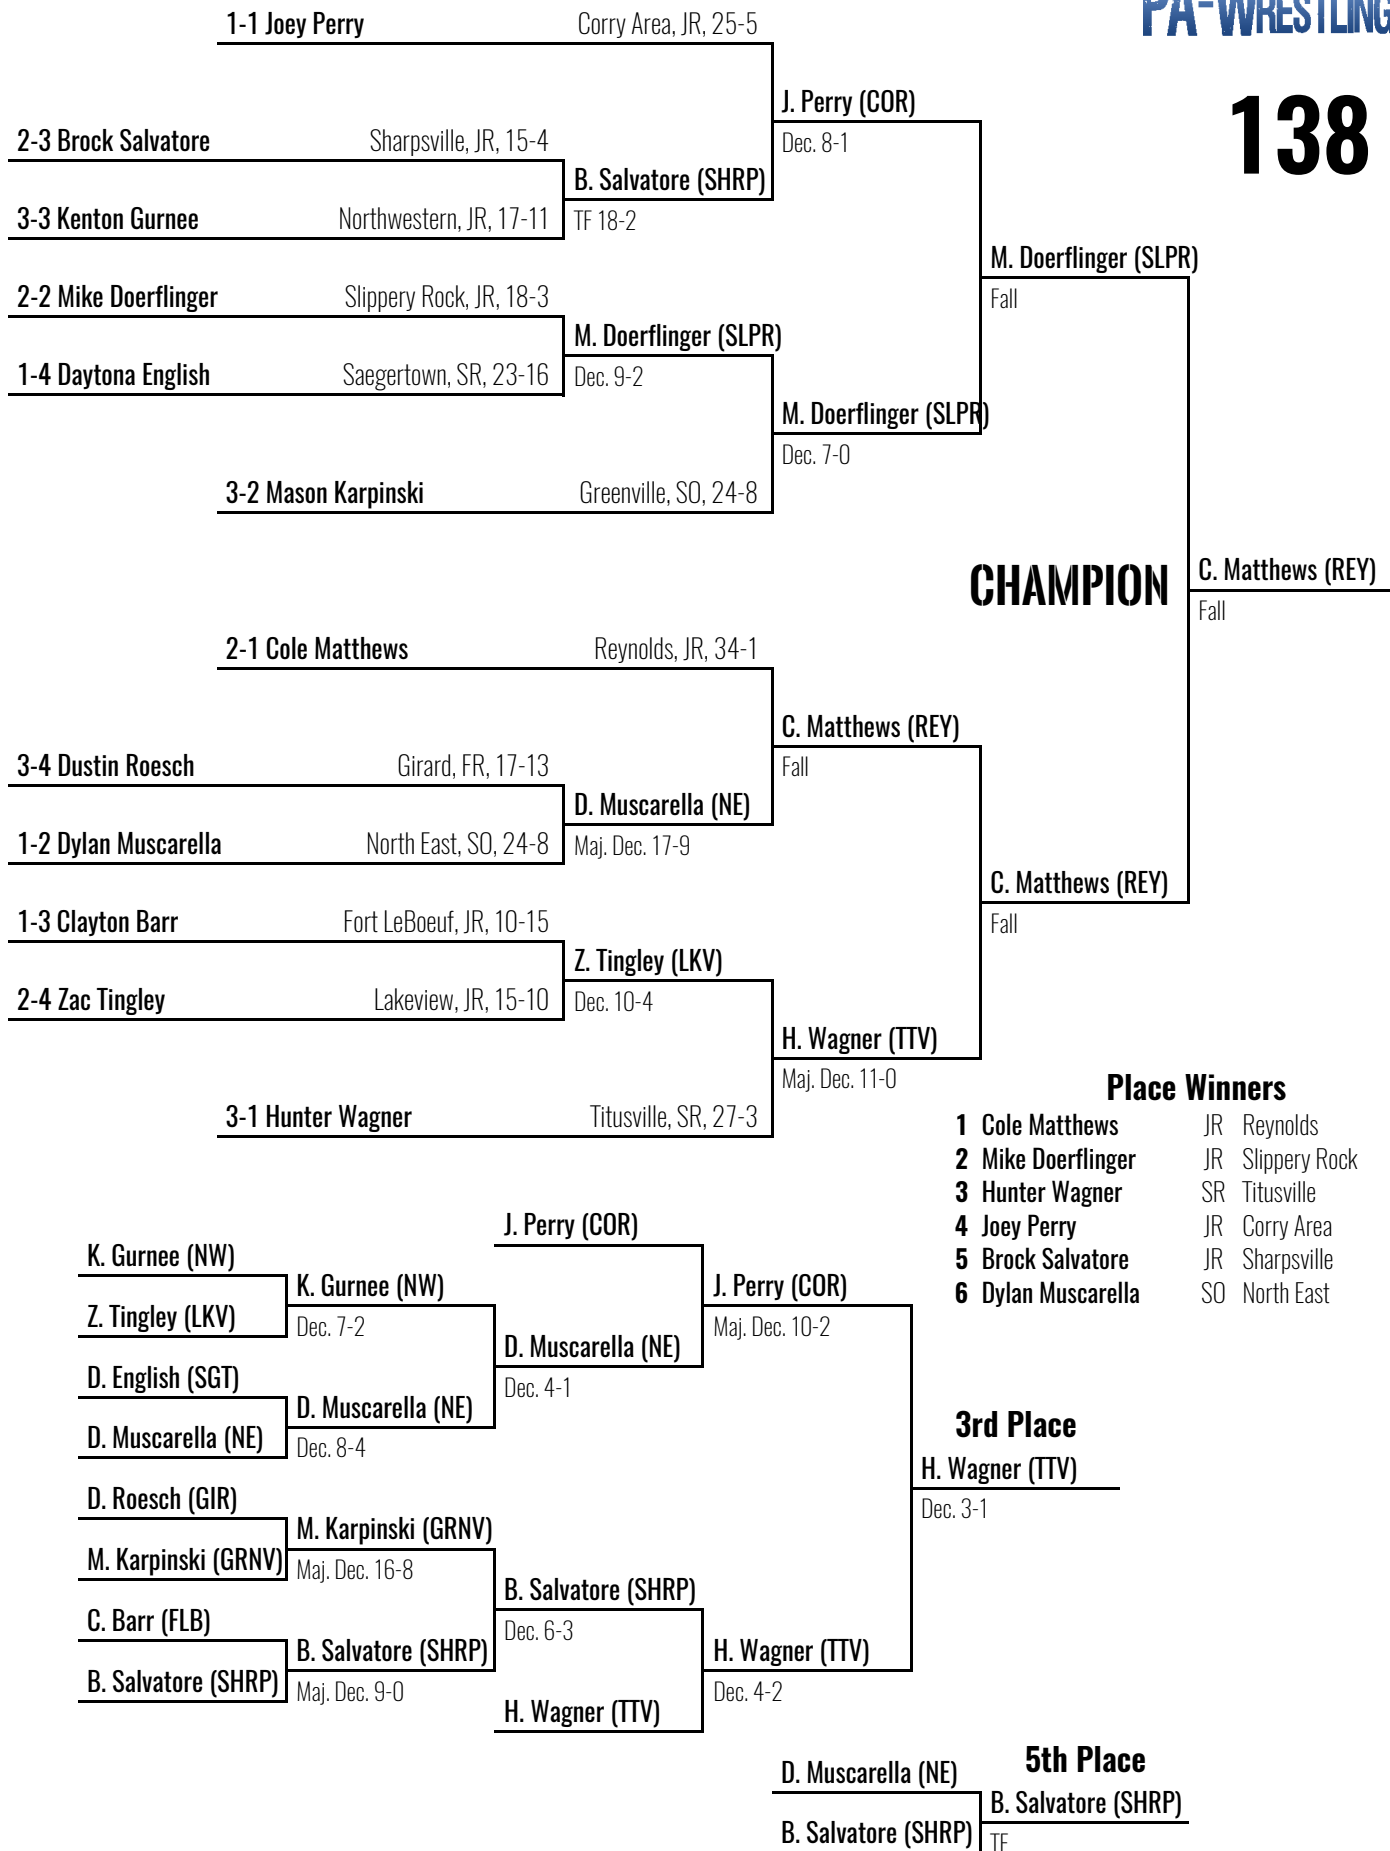 PA-WRESTLING
138
1-1 Joey Perry Corry Area, JR, 25-5
J. Perry (COR)
Dec. 8-1
2-3 Brock Salvatore Sharpsville, JR, 15-4
B. Salvatore (SHRP)
TF 18-2
3-3 Kenton Gurnee Northwestern, JR, 17-11
M. Doerflinger (SLPR)
Fall
2-2 Mike Doerflinger Slippery Rock, JR, 18-3
M. Doerflinger (SLPR)
Dec. 9-2
1-4 Daytona English Saegertown, SR, 23-16
M. Doerflinger (SLPR)
Dec. 7-0
3-2 Mason Karpinski Greenville, SO, 24-8
CHAMPION
C. Matthews (REY)
Fall
2-1 Cole Matthews Reynolds, JR, 34-1
C. Matthews (REY)
Fall
3-4 Dustin Roesch Girard, FR, 17-13
D. Muscarella (NE)
Maj. Dec. 17-9
1-2 Dylan Muscarella North East, SO, 24-8
C. Matthews (REY)
Fall
1-3 Clayton Barr Fort LeBoeuf, JR, 10-15
Z. Tingley (LKV)
Dec. 10-4
2-4 Zac Tingley Lakeview, JR, 15-10
H. Wagner (TTV)
Maj. Dec. 11-0
3-1 Hunter Wagner Titusville, SR, 27-3
Place Winners
1 Cole Matthews JR Reynolds
2 Mike Doerflinger JR Slippery Rock
3 Hunter Wagner SR Titusville
4 Joey Perry JR Corry Area
5 Brock Salvatore JR Sharpsville
6 Dylan Muscarella SO North East
J. Perry (COR)
K. Gurnee (NW)
K. Gurnee (NW)
Dec. 7-2
Z. Tingley (LKV)
J. Perry (COR)
Maj. Dec. 10-2
D. Muscarella (NE)
Dec. 4-1
D. English (SGT)
D. Muscarella (NE)
Dec. 8-4
D. Muscarella (NE)
3rd Place
H. Wagner (TTV)
Dec. 3-1
D. Roesch (GIR)
M. Karpinski (GRNV)
Maj. Dec. 16-8
M. Karpinski (GRNV)
B. Salvatore (SHRP)
Dec. 6-3
C. Barr (FLB)
B. Salvatore (SHRP)
Maj. Dec. 9-0
B. Salvatore (SHRP)
H. Wagner (TTV)
Dec. 4-2
H. Wagner (TTV)
5th Place
D. Muscarella (NE)
B. Salvatore (SHRP)
TF
B. Salvatore (SHRP)